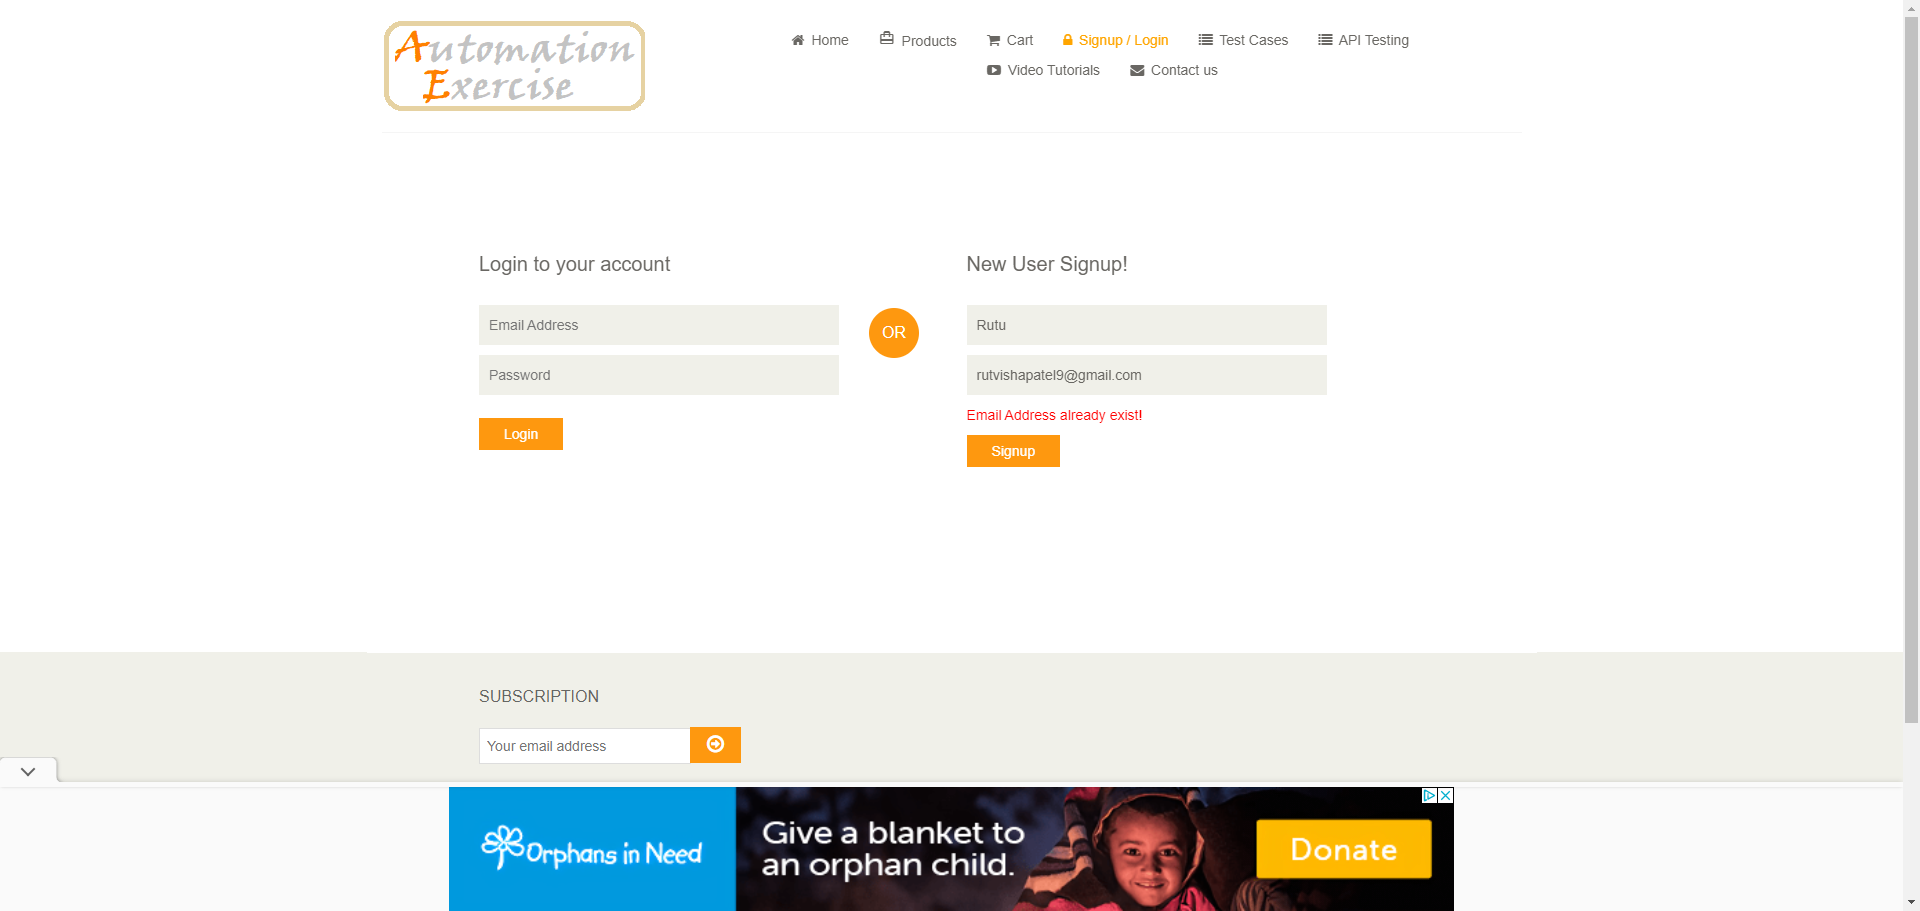 Automation
Exercise
Home
Products
Cart
Signup / Login
Test Cases
API Testing
Video Tutorials
Contact us
Login to your account
Email Address
Password
Login
OR
New User Signup!
Rutu
rutvishapatel9@gmail.com
Email Address already exist!
Signup
SUBSCRIPTION
Your email address
Orphans in Need
Give a blanket to
an orphan child.
Donate